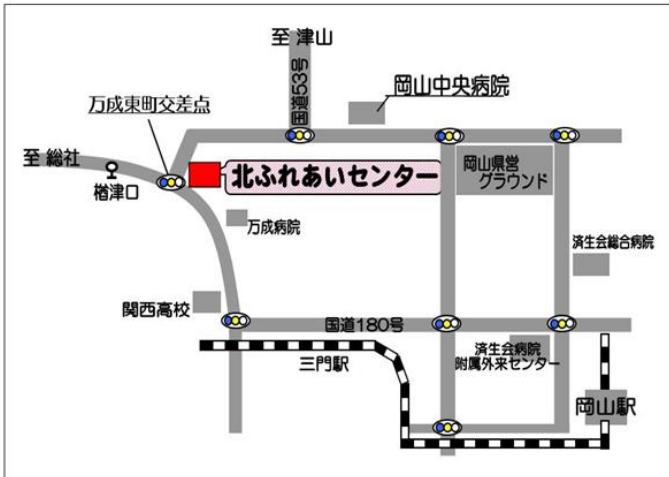 至 津山
国道53号
岡山中央病院
万成東町交差点
至 総社
楢津口
北ふれあいセンター
岡山県営
グラウンド
万成病院
済生会総合病院
関西高校
国道180号
三門駅
済生会病院
附属外来センター
岡山駅